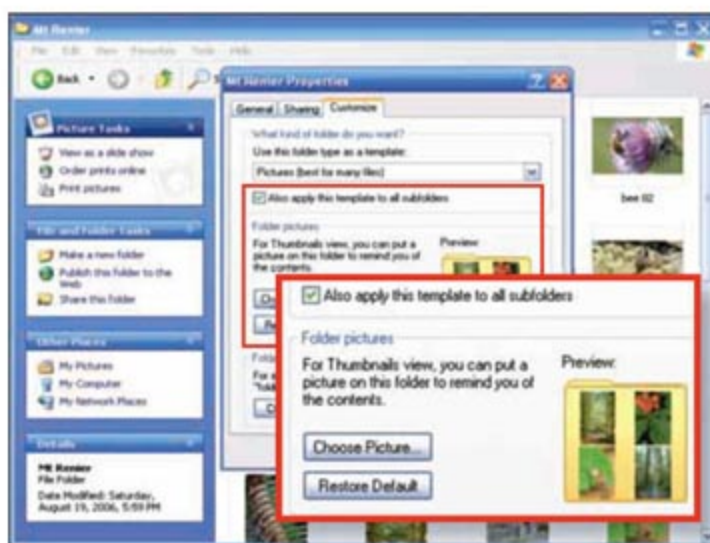 Mt Renier
File Edit View Favorites Tools Help
Back
Mt Renier Properties
General Sharing Customize
What kind of folder do you want?
Use this folder type as a template:
Pictures (best for many files)
Also apply this template to all subfolders
Folder pictures
For Thumbnails view, you can put a
picture on this folder to remind you of
the contents.
Preview:
Picture Tasks
View as a slide show
Order prints online
Print pictures
File and Folder Tasks
Make a new folder
Publish this folder to the
Web
Share this folder
Other Places
My Pictures
My Computer
My Network Places
Details
Mt Renier
File Folder
Date Modified: Saturday,
August 19, 2006, 5:59 PM
bee 02
Also apply this template to all subfolders
Folder pictures
For Thumbnails view, you can put a
picture on this folder to remind you of
the contents.
Preview:
Choose Picture...
Restore Default